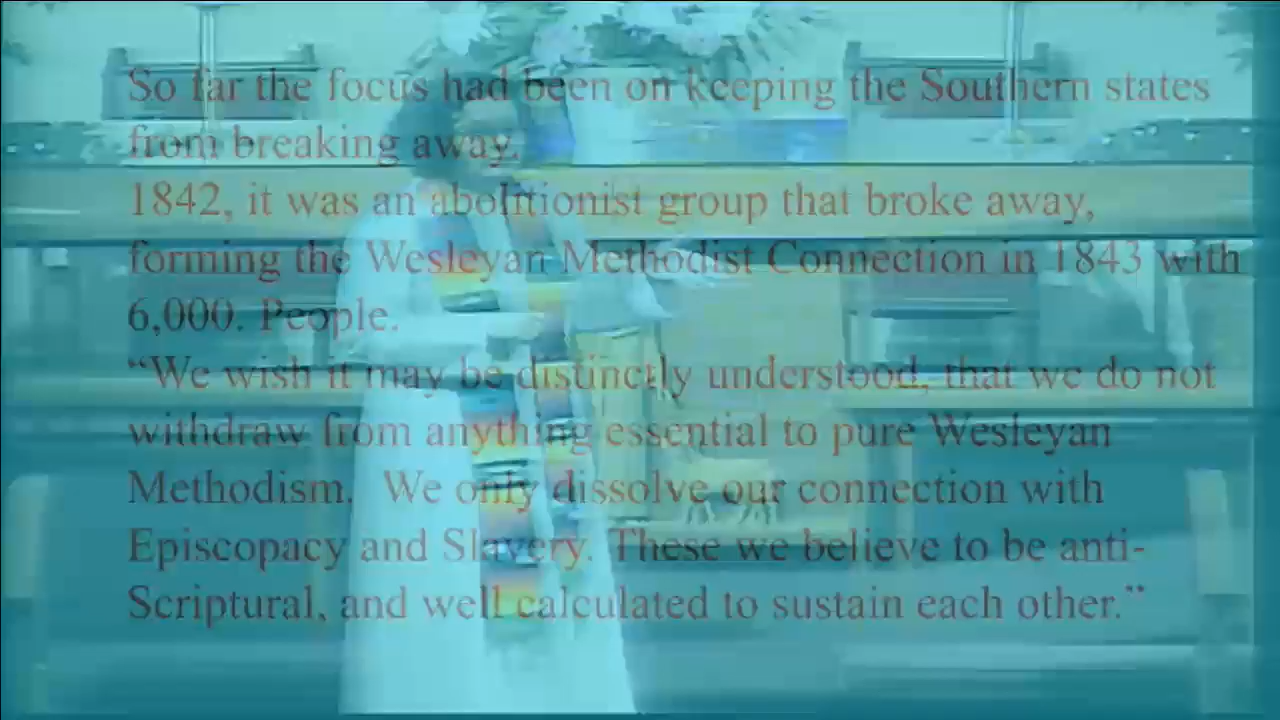 So far the focus had been on keeping the Southern states
from breaking away.
1842, it was an abolitionist group that broke away,
forming the Wesleyan Methodist Connection in 1843 with
6,000. People.
“We wish it may be distinctly understood, that we do not
withdraw from anything essential to pure Wesleyan
Methodism.  We only dissolve our connection with
Episcopacy and Slavery. These we believe to be anti-
Scriptural, and well calculated to sustain each other.”